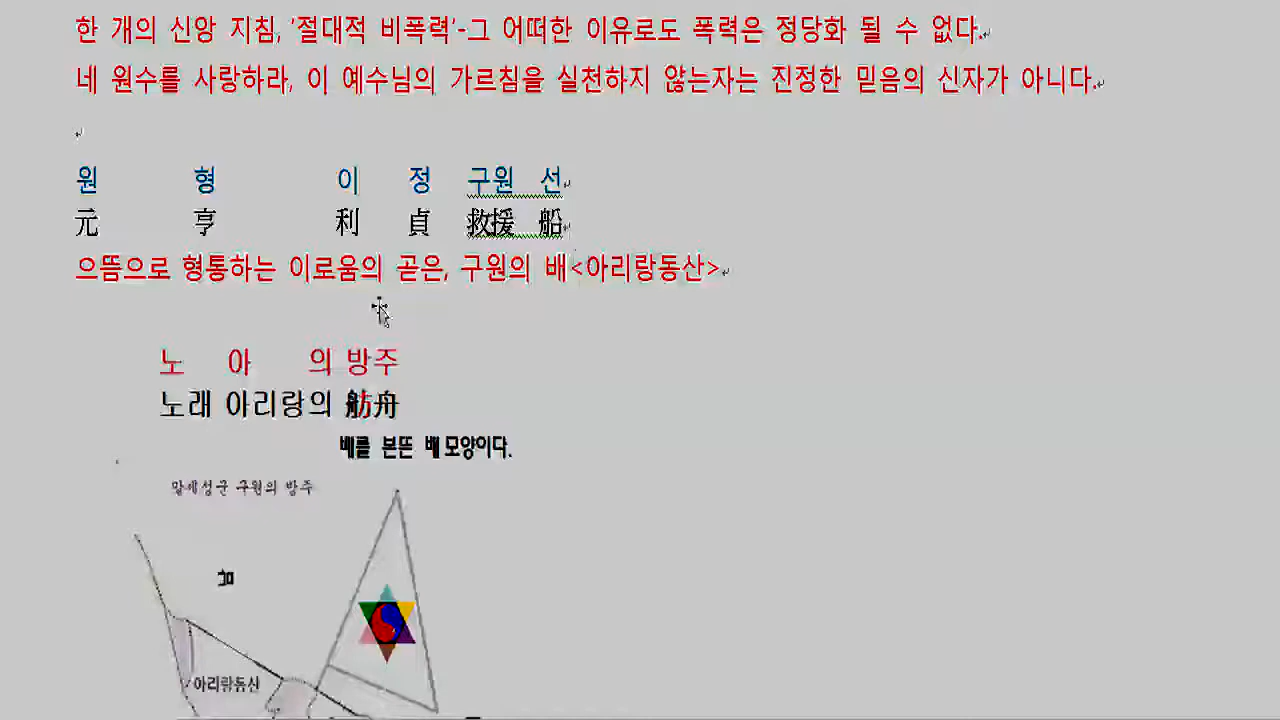 한 개의 신앙 지침, '절대적 비폭력'-그 어떠한 이유로도 폭력은 정당화 될 수 없다.
네 원수를 사랑하라, 이 예수님의 가르침을 실천하지 않는자는 진정한 믿음의 신자가 아니다.
원 형 이 정 구원 선
元 亨 利 貞 救援 船
으뜸으로 형통하는 이로움의 곧은, 구원의 배<아리랑동산>
노 아 의 방주
노래 아리랑의 舫舟
배를 본뜬 배 모양이다.
구원의 방주
아리랑동산